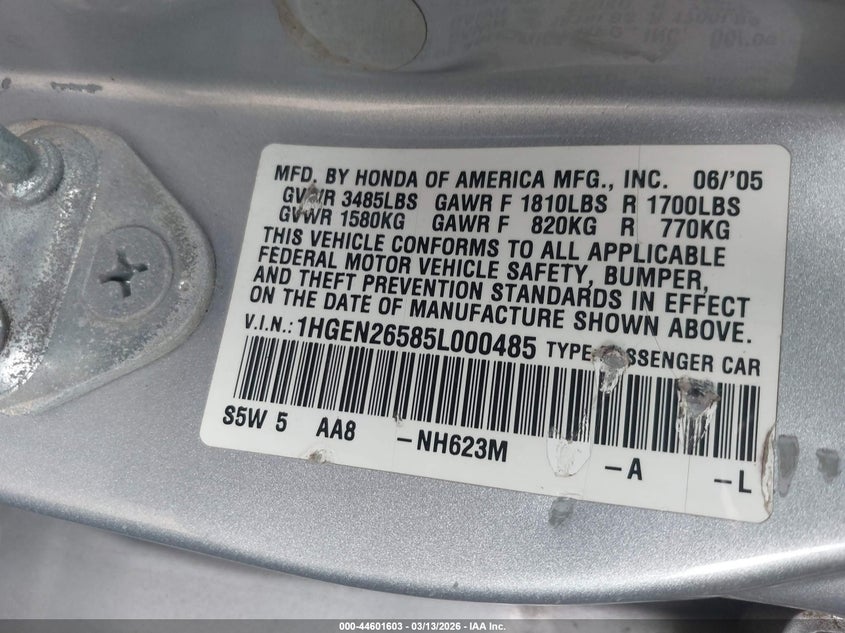 MFD. BY HONDA OF AMERICA MFG., INC. 06/'05
GVWR 3485LBS GAWR F 1810LBS R 1700LBS
GVWR 1580KG GAWR F 820KG R 770KG
THIS VEHICLE CONFORMS TO ALL APPLICABLE
FEDERAL MOTOR VEHICLE SAFETY, BUMPER,
AND THEFT PREVENTION STANDARDS IN EFFECT
ON THE DATE OF MANUFACTURE SHOWN ABOVE.
V.I.N.: 1HGEN26585L000485 TYPE: PASSENGER CAR
S5W 5 AA8 -NH623M -A -L
000-44601603 - 03/13/2026 - IAA Inc.